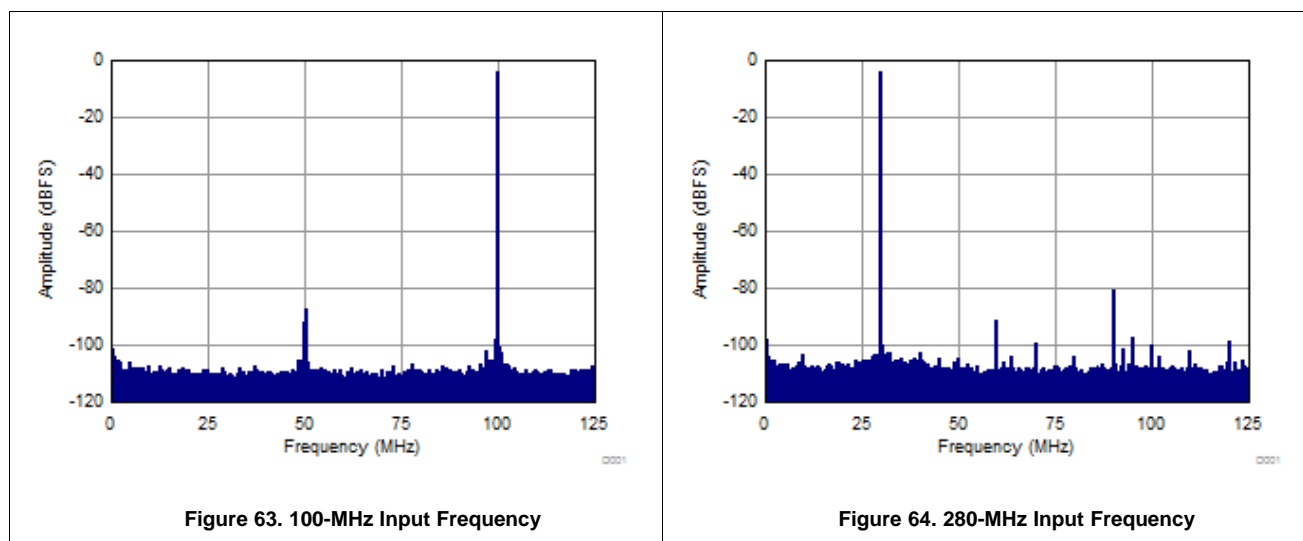 0
-20
-40
-60
-80
-100
-120
Amplitude (dBFS)
0 25 50 75 100 125
Frequency (MHz)
D001
Figure 63. 100-MHz Input Frequency
0
-20
-40
-60
-80
-100
-120
Amplitude (dBFS)
0 25 50 75 100 125
Frequency (MHz)
D001
Figure 64. 280-MHz Input Frequency